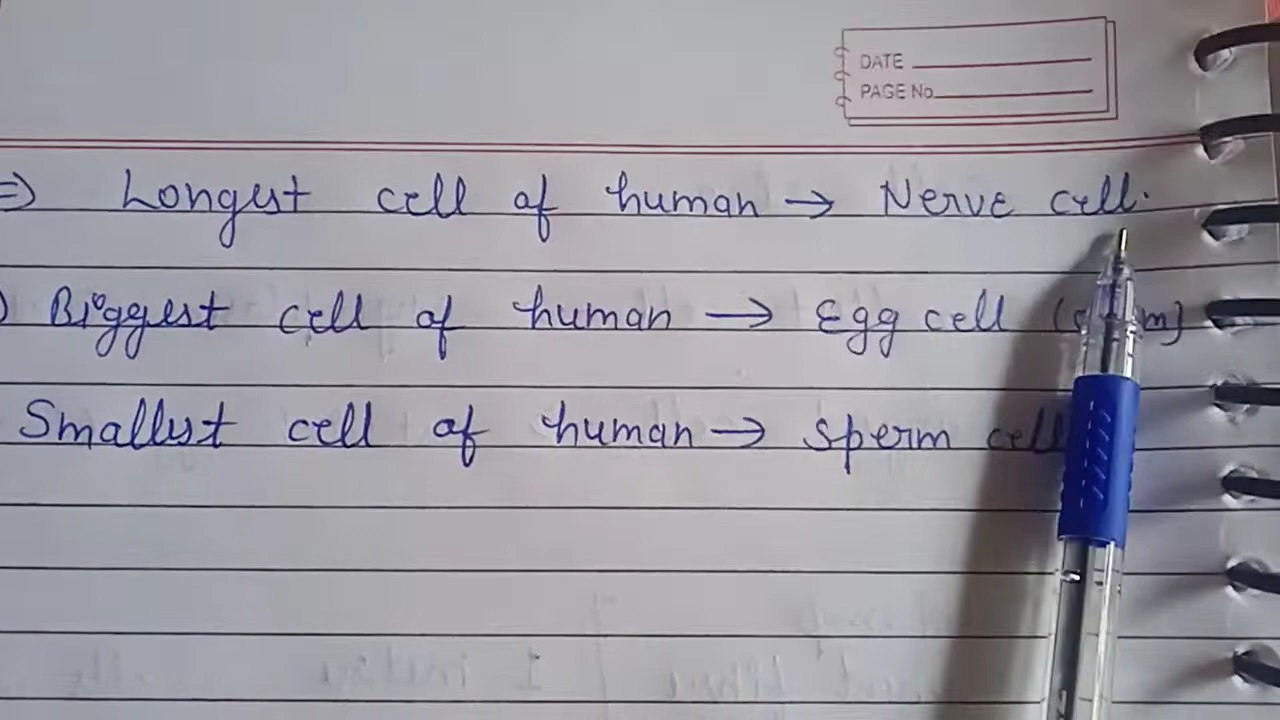 DATE
PAGE No.
=> Longest cell of human → Nerve cell.
Biggest cell of human → Egg cell
Smallest cell of human → sperm cell